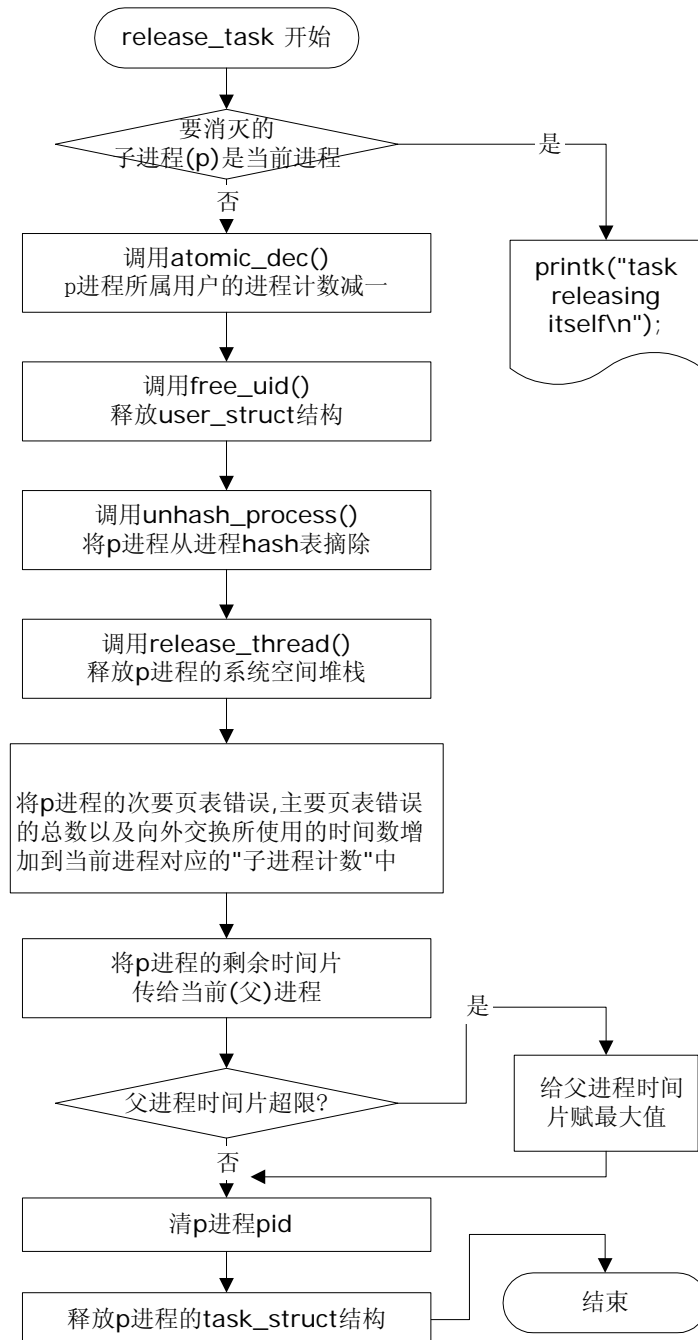 release_task 开始
要消灭的
子进程(p)是当前进程
是
否
调用atomic_dec()
p进程所属用户的进程计数减一
printk("task
releasing
itself\n");
调用free_uid()
释放user_struct结构
调用unhash_process()
将p进程从进程hash表摘除
调用release_thread()
释放p进程的系统空间堆栈
将p进程的次要页表错误,主要页表错误
的总数以及向外交换所使用的时间数增
加到当前进程对应的"子进程计数"中
将p进程的剩余时间片
传给当前(父)进程
是
父进程时间片超限?
给父进程时间
片赋最大值
否
清p进程pid
释放p进程的task_struct结构
结束